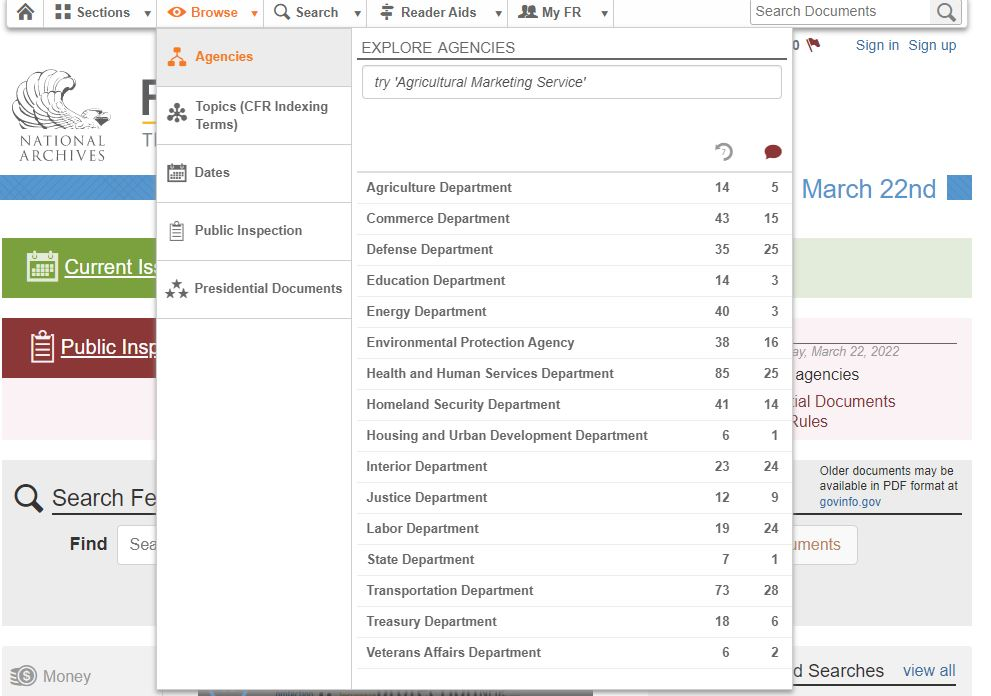 Sections
Browse
Search
Reader Aids
My FR
Search Documents
0
Sign in Sign up
NATIONAL
ARCHIVES
Agencies
Topics (CFR Indexing
Terms)
Dates
Public Inspection
Presidential Documents
EXPLORE AGENCIES
try 'Agricultural Marketing Service'
7
Agriculture Department 14 5
Commerce Department 43 15
Defense Department 35 25
Education Department 14 3
Energy Department 40 3
Environmental Protection Agency 38 16
Health and Human Services Department 85 25
Homeland Security Department 41 14
Housing and Urban Development Department 6 1
Interior Department 23 24
Justice Department 12 9
Labor Department 19 24
State Department 7 1
Transportation Department 73 28
Treasury Department 18 6
Veterans Affairs Department 6 2
March 22nd
Current Iss
Public Insp
ay, March 22, 2022
agencies
ial Documents
Rules
Search Fe
Older documents may be
available in PDF format at
govinfo.gov
Find
Sea
uments
Money
d Searches view all